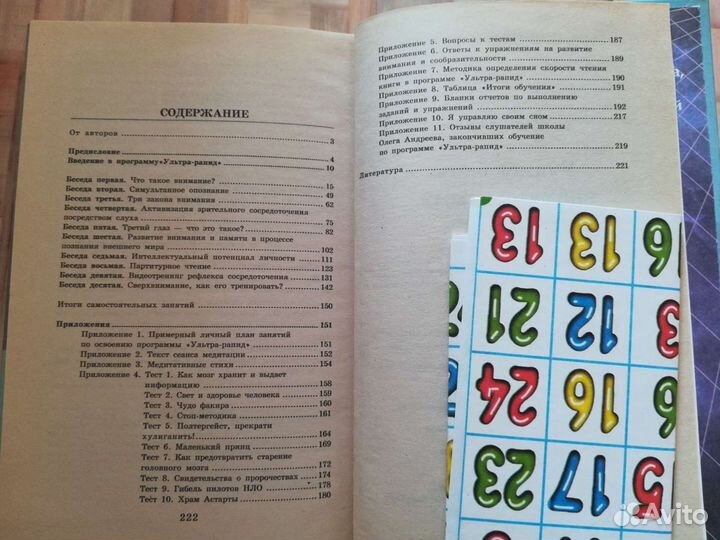 СОДЕРЖАНИЕ
От авторов 3
Предисловие 4
Введение в программу «Ультра-рапид» 10
Беседа первая. Что такое внимание? 15
Беседа вторая. Симультанное опознание 49
Беседа третья. Три закона внимания 62
Беседа четвертая. Активизация зрительного сосредоточения
посредством слуха 75
Беседа пятая. Третий глаз — что это такое? 82
Беседа шестая. Развитие внимания и памяти в процессе
познания внешнего мира 102
Беседа седьмая. Интеллектуальный потенциал личности 111
Беседа восьмая. Партитурное чтение 123
Беседа девятая. Видеотренинг рефлекса сосредоточения 131
Беседа десятая. Сверхвнимание, как его тренировать? 142
Итоги самостоятельных занятий 150
Приложения 151
Приложение 1. Примерный личный план занятий
по освоению программы «Ультра-рапид» 151
Приложение 2. Текст сеанса медитации 152
Приложение 3. Медитативные стихи 154
Приложение 4. Тест 1. Как мозг хранит и выдает
информацию 158
Тест 2. Свет и здоровье человека 159
Тест 3. Чудо факира 160
Тест 4. Стоп-методика 161
Тест 5. Полтергейст, прекрати
хулиганить! 164
Тест 6. Маленький принц 169
Тест 7. Как предотвратить старение
головного мозга 172
Тест 8. Свидетельства о пророчествах 174
Тест 9. Гибель пилотов НЛО 178
Тест 10. Храм Астарты 180
222
Приложение 5. Вопросы к тестам 187
Приложение 6. Ответы к упражнениям на развитие
внимания и сообразительности 189
Приложение 7. Методика определения скорости чтения
книги в программе «Ультра-рапид» 190
Приложение 8. Таблица «Итоги обучения» 191
Приложение 9. Бланки отчетов по выполнению
заданий и упражнений 192
Приложение 10. Я управляю своим сном 217
Приложение 11. Отзывы слушателей школы
Олега Андреева, закончивших обучение
по программе «Ультра-рапид» 219
Литература 221
13 13 16
21 12 3
24 16
23 17 5
Avito